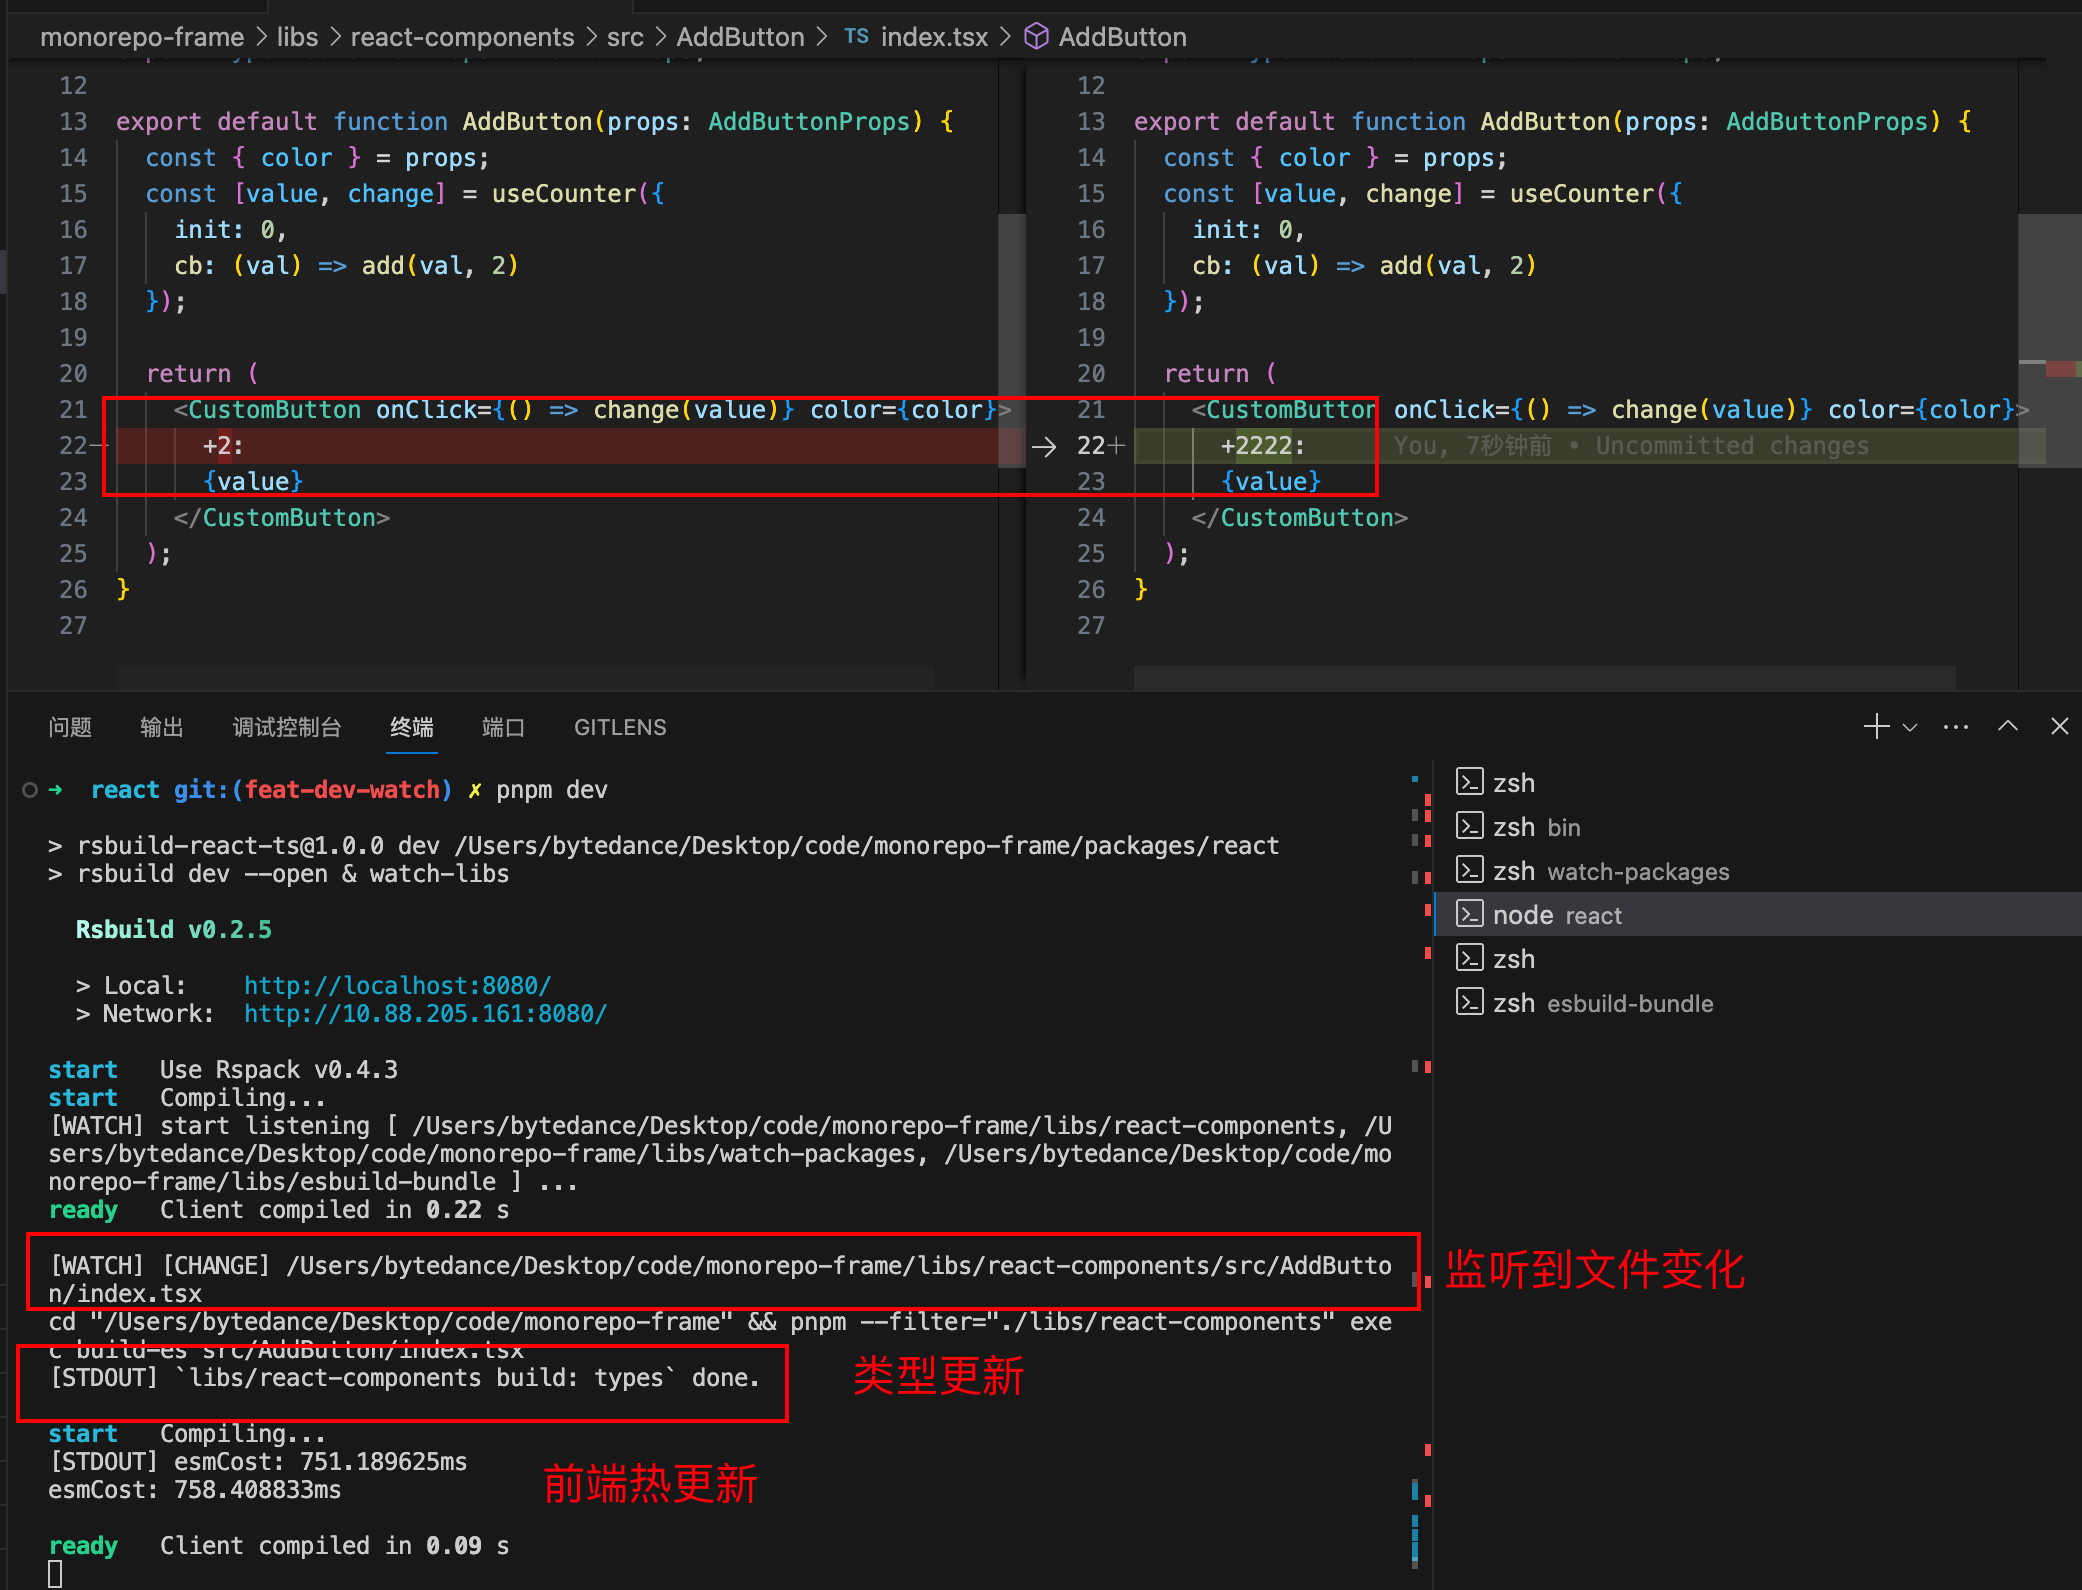 monorepo-frame > libs > react-components > src > AddButton > TS index.tsx > AddButton
12
13 export default function AddButton(props: AddButtonProps) {
14 const { color } = props;
15 const [value, change] = useCounter({
16 init: 0,
17 cb: (val) => add(val, 2)
18 });
19
20 return (
21 <CustomButton onClick={() => change(value)} color={color}>
22— +2:
23 {value}
24 </CustomButton>
25 );
26 }
27
12
13 export default function AddButton(props: AddButtonProps) {
14 const { color } = props;
15 const [value, change] = useCounter({
16 init: 0,
17 cb: (val) => add(val, 2)
18 });
19
20 return (
21 <CustomButton onClick={() => change(value)} color={color}>
→ 22+ +2222: You, 7秒钟前 • Uncommitted changes
23 {value}
24 </CustomButton>
25 );
26 }
27
问题 输出 调试控制台 终端 端口 GITLENS
➜ react git:(feat-dev-watch) ✗ pnpm dev
> rsbuild-react-ts@1.0.0 dev /Users/bytedance/Desktop/code/monorepo-frame/packages/react
> rsbuild dev --open & watch-libs
Rsbuild v0.2.5
> Local: http://localhost:8080/
> Network: http://10.88.205.161:8080/
start Use Rspack v0.4.3
start Compiling...
[WATCH] start listening [ /Users/bytedance/Desktop/code/monorepo-frame/libs/react-components, /U
sers/bytedance/Desktop/code/monorepo-frame/libs/watch-packages, /Users/bytedance/Desktop/code/mo
norepo-frame/libs/esbuild-bundle ] ...
ready Client compiled in 0.22 s
[WATCH] [CHANGE] /Users/bytedance/Desktop/code/monorepo-frame/libs/react-components/src/AddButto
n/index.tsx
监听到文件变化
cd "/Users/bytedance/Desktop/code/monorepo-frame" && pnpm --filter="./libs/react-components" exe
c build-es src/AddButton/index.tsx
[STDOUT] `libs/react-components build: types` done.
类型更新
start Compiling...
[STDOUT] esmCost: 751.189625ms
esmCost: 758.408833ms
前端热更新
ready Client compiled in 0.09 s
zsh
zsh bin
zsh watch-packages
node react
zsh
zsh esbuild-bundle